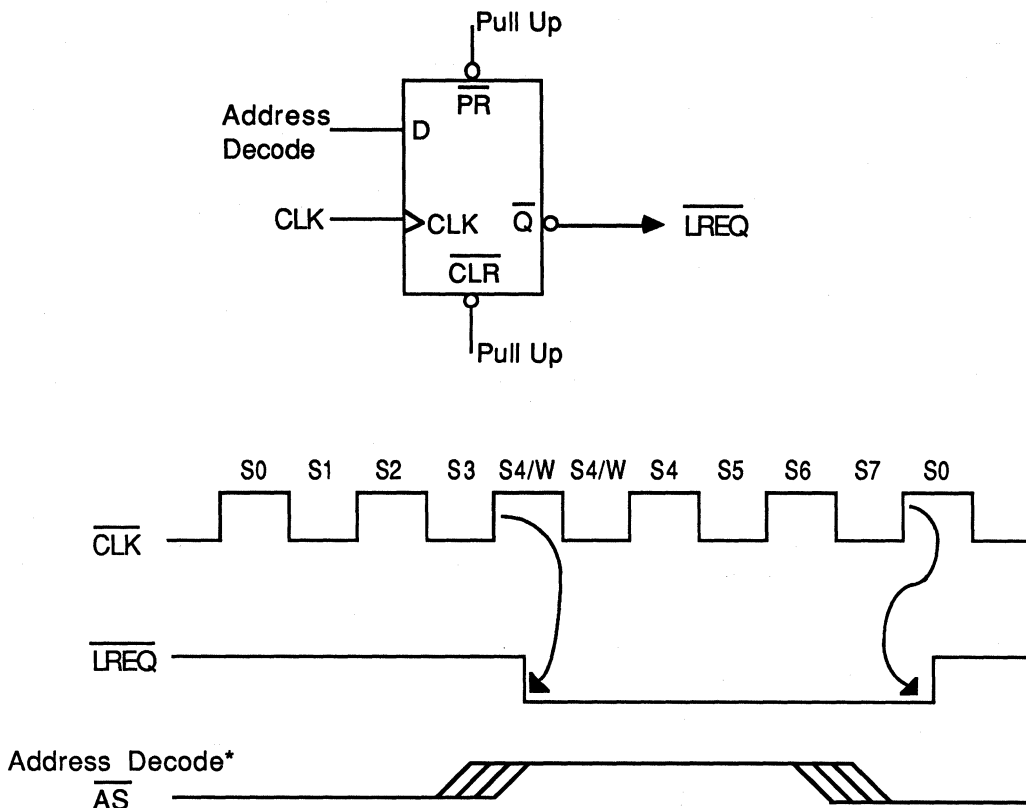 Pull Up
PR
Address
Decode
D
CLK
CLK
Q
LREQ
CLR
Pull Up
S0 S1 S2 S3 S4/W S4/W S4 S5 S6 S7 S0
CLK
LREQ
Address Decode*
AS